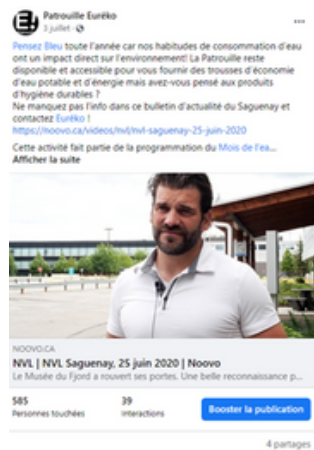 Patrouille Euréko
3 juillet
Pensez Bleu toute l'année car nos habitudes de consommation d'eau
ont un impact direct sur l'environnement! La Patrouille reste
disponible et accessible pour vous fournir des trousses d'économie
d'eau potable et d'énergie mais avez-vous pensé aux produits
d'hygiène durables ?
Ne manquez pas l'info dans ce bulletin d'actualité du Saguenay et
contactez Euréko !
https://noovo.ca/videos/nvl/nvl-saguenay-25-juin-2020
Cette activité fait partie de la programmation du Mois de l'ea...
Afficher la suite
NOOVO.CA
NVL | NVL Saguenay, 25 juin 2020 | Noovo
Le Musée du Fjord a rouvert ses portes. Une belle reconnaissance p...
585 39
Personnes touchées Interactions Booster la publication
4 partages